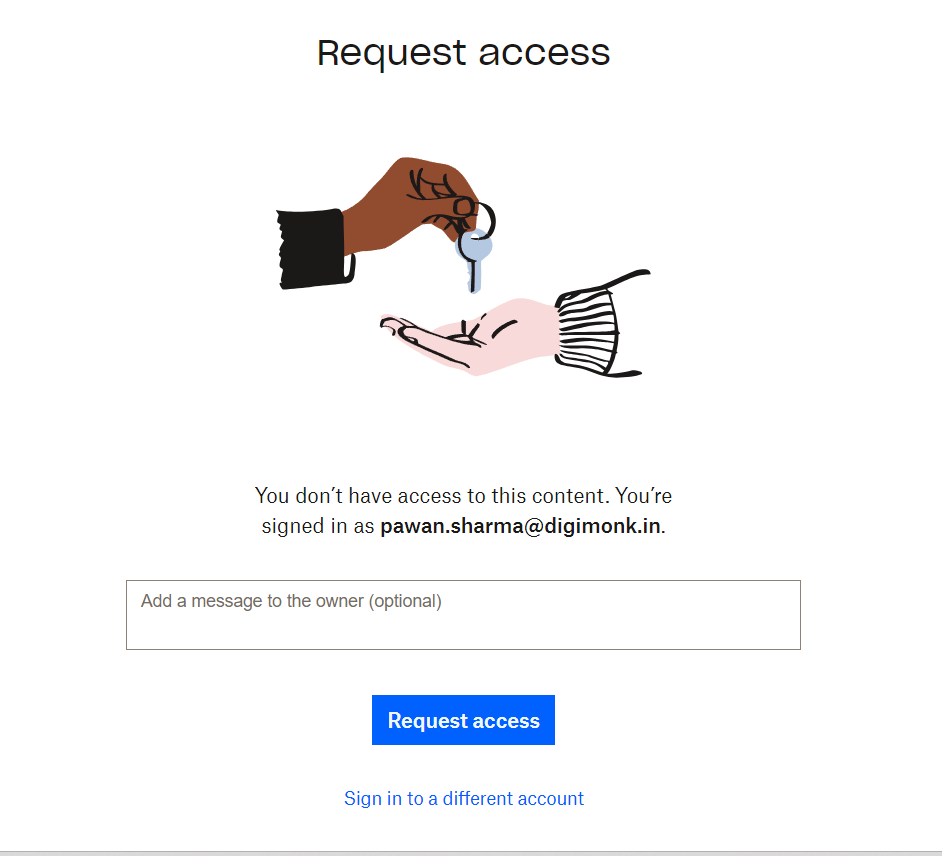 Request access
You don’t have access to this content. You’re
signed in as pawan.sharma@digimonk.in.
Add a message to the owner (optional)
Request access
Sign in to a different account